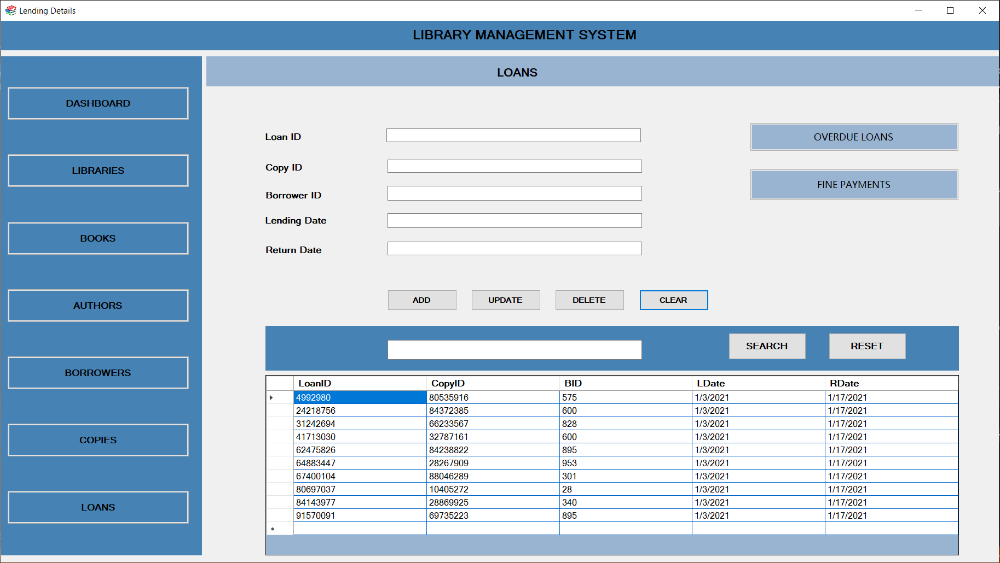 Lending Details
LIBRARY MANAGEMENT SYSTEM
DASHBOARD
LIBRARIES
BOOKS
AUTHORS
BORROWERS
COPIES
LOANS
LOANS
Loan ID
Copy ID
Borrower ID
Lending Date
Return Date
OVERDUE LOANS
FINE PAYMENTS
ADD UPDATE DELETE CLEAR
SEARCH RESET
LoanID CopyID BID LDate RDate
4992980 80535916 575 1/3/2021 1/17/2021
24218756 84372385 600 1/3/2021 1/17/2021
31242694 66233567 828 1/3/2021 1/17/2021
41713030 32787161 600 1/3/2021 1/17/2021
62475826 84238822 895 1/3/2021 1/17/2021
64883447 28267909 953 1/3/2021 1/17/2021
67400104 88046289 301 1/3/2021 1/17/2021
80697037 10405272 28 1/3/2021 1/17/2021
84143977 28869925 340 1/3/2021 1/17/2021
91570091 69735223 895 1/3/2021 1/17/2021